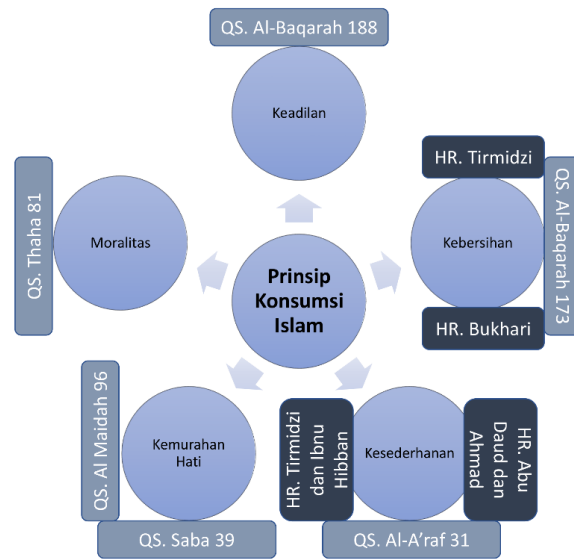 QS. Al-Baqarah 188
Keadilan
HR. Tirmidzi
Kebersihan
QS. Al-Baqarah 173
HR. Bukhari
QS. Thaha 81
Moralitas
Prinsip
Konsumsi
Islam
QS. Al Maidah 96
Kemurahan
Hati
QS. Saba 39
HR. Tirmidzi
dan Ibnu
Hibban
Kesederhanan
HR. Abu
Daud dan
Ahmad
QS. Al-A’raf 31